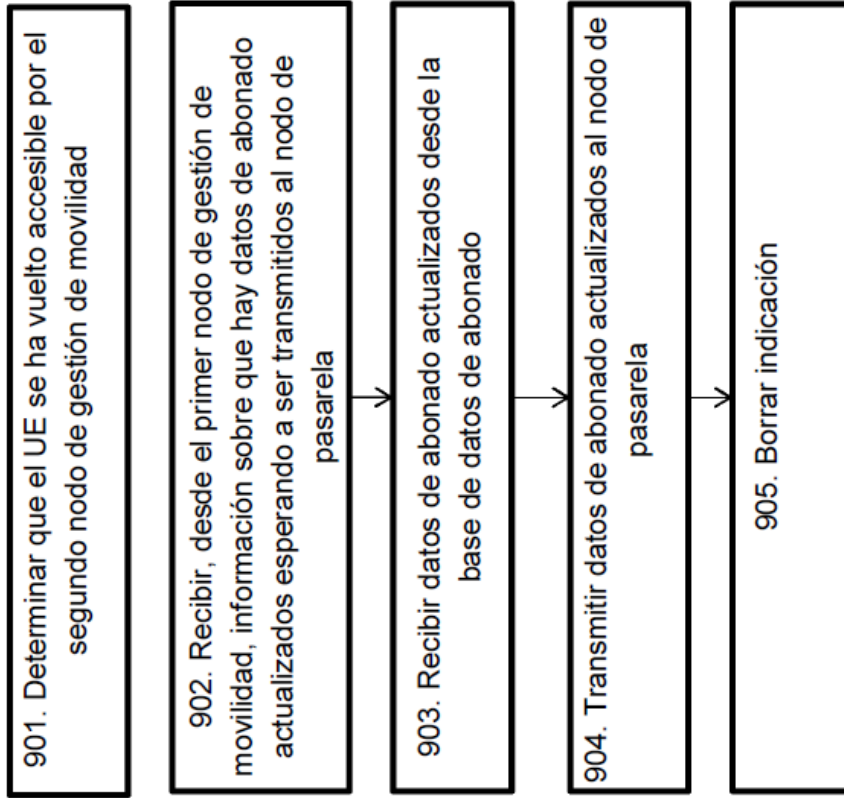 901. Determinar que el UE se ha vuelto accesible por el
segundo nodo de gestión de movilidad
902. Recibir, desde el primer nodo de gestión de
movilidad, información sobre que hay datos de abonado
actualizados esperando a ser transmitidos al nodo de
pasarela
903. Recibir datos de abonado actualizados desde la
base de datos de abonado
904. Transmitir datos de abonado actualizados al nodo de
pasarela
905. Borrar indicación